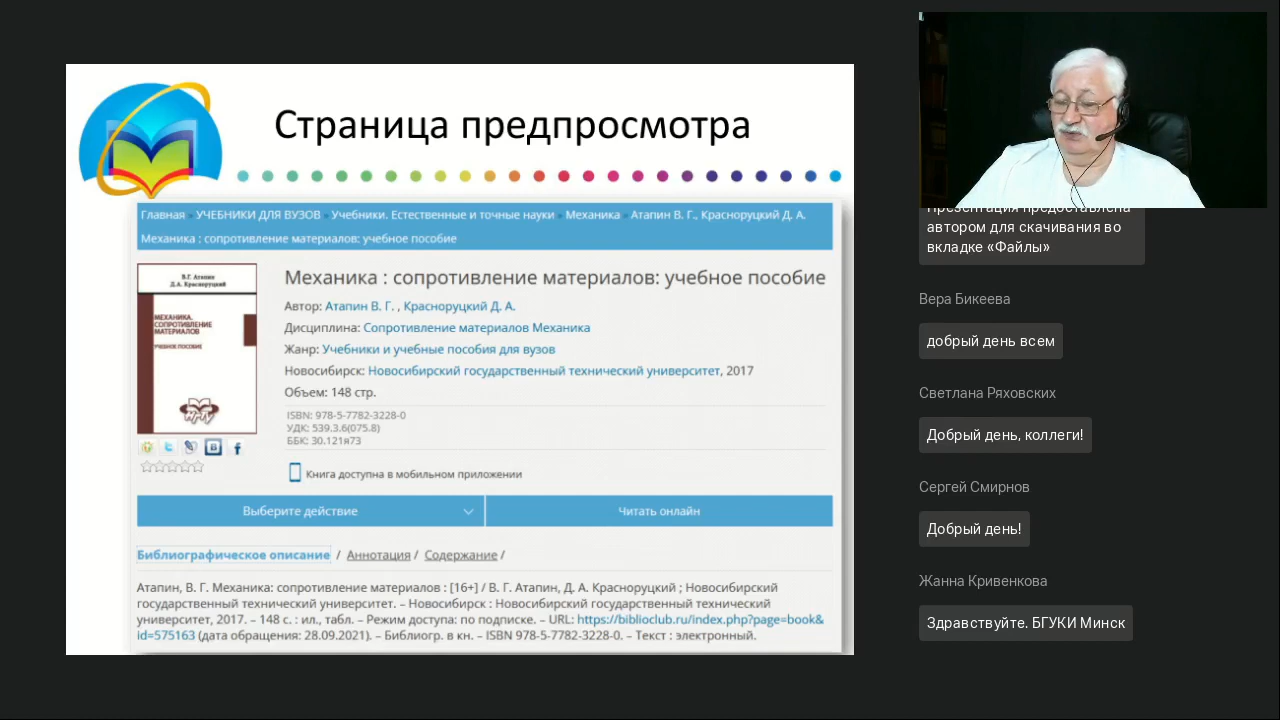 Страница предпросмотра
Главная » УЧЕБНИКИ ДЛЯ ВУЗОВ » Учебники. Естественные и точные науки » Механика » Атапин В. Г., Красноруцкий Д. А.
Механика : сопротивление материалов: учебное пособие
В.Г. Атапин
Д.А. Красноруцкий
МЕХАНИКА.
СОПРОТИВЛЕНИЕ
МАТЕРИАЛОВ
УЧЕБНОЕ ПОСОБИЕ
Механика : сопротивление материалов: учебное пособие
Автор: Атапин В. Г. , Красноруцкий Д. А.
Дисциплина: Сопротивление материалов Механика
Жанр: Учебники и учебные пособия для вузов
Новосибирск: Новосибирский государственный технический университет, 2017
Объем: 148 стр.
ISBN: 978-5-7782-3228-0
УДК: 539.3.6(075.8)
ББК: 30.121я73
Книга доступна в мобильном приложении
Выберите действие
Читать онлайн
Библиографическое описание / Аннотация / Содержание /
Атапин, В. Г. Механика: сопротивление материалов : [16+] / В. Г. Атапин, Д. А. Красноруцкий ; Новосибирский
государственный технический университет. – Новосибирск : Новосибирский государственный технический
университет, 2017. – 148 с. : ил., табл. – Режим доступа: по подписке. – URL: https://biblioclub.ru/index.php?page=book&
id=575163 (дата обращения: 28.09.2021). – Библиогр. в кн. – ISBN 978-5-7782-3228-0. – Текст : электронный.
Презентация предоставлена
автором для скачивания во
вкладке «Файлы»
Вера Бикеева
добрый день всем
Светлана Ряховских
Добрый день, коллеги!
Сергей Смирнов
Добрый день!
Жанна Кривенкова
Здравствуйте. БГУКИ Минск